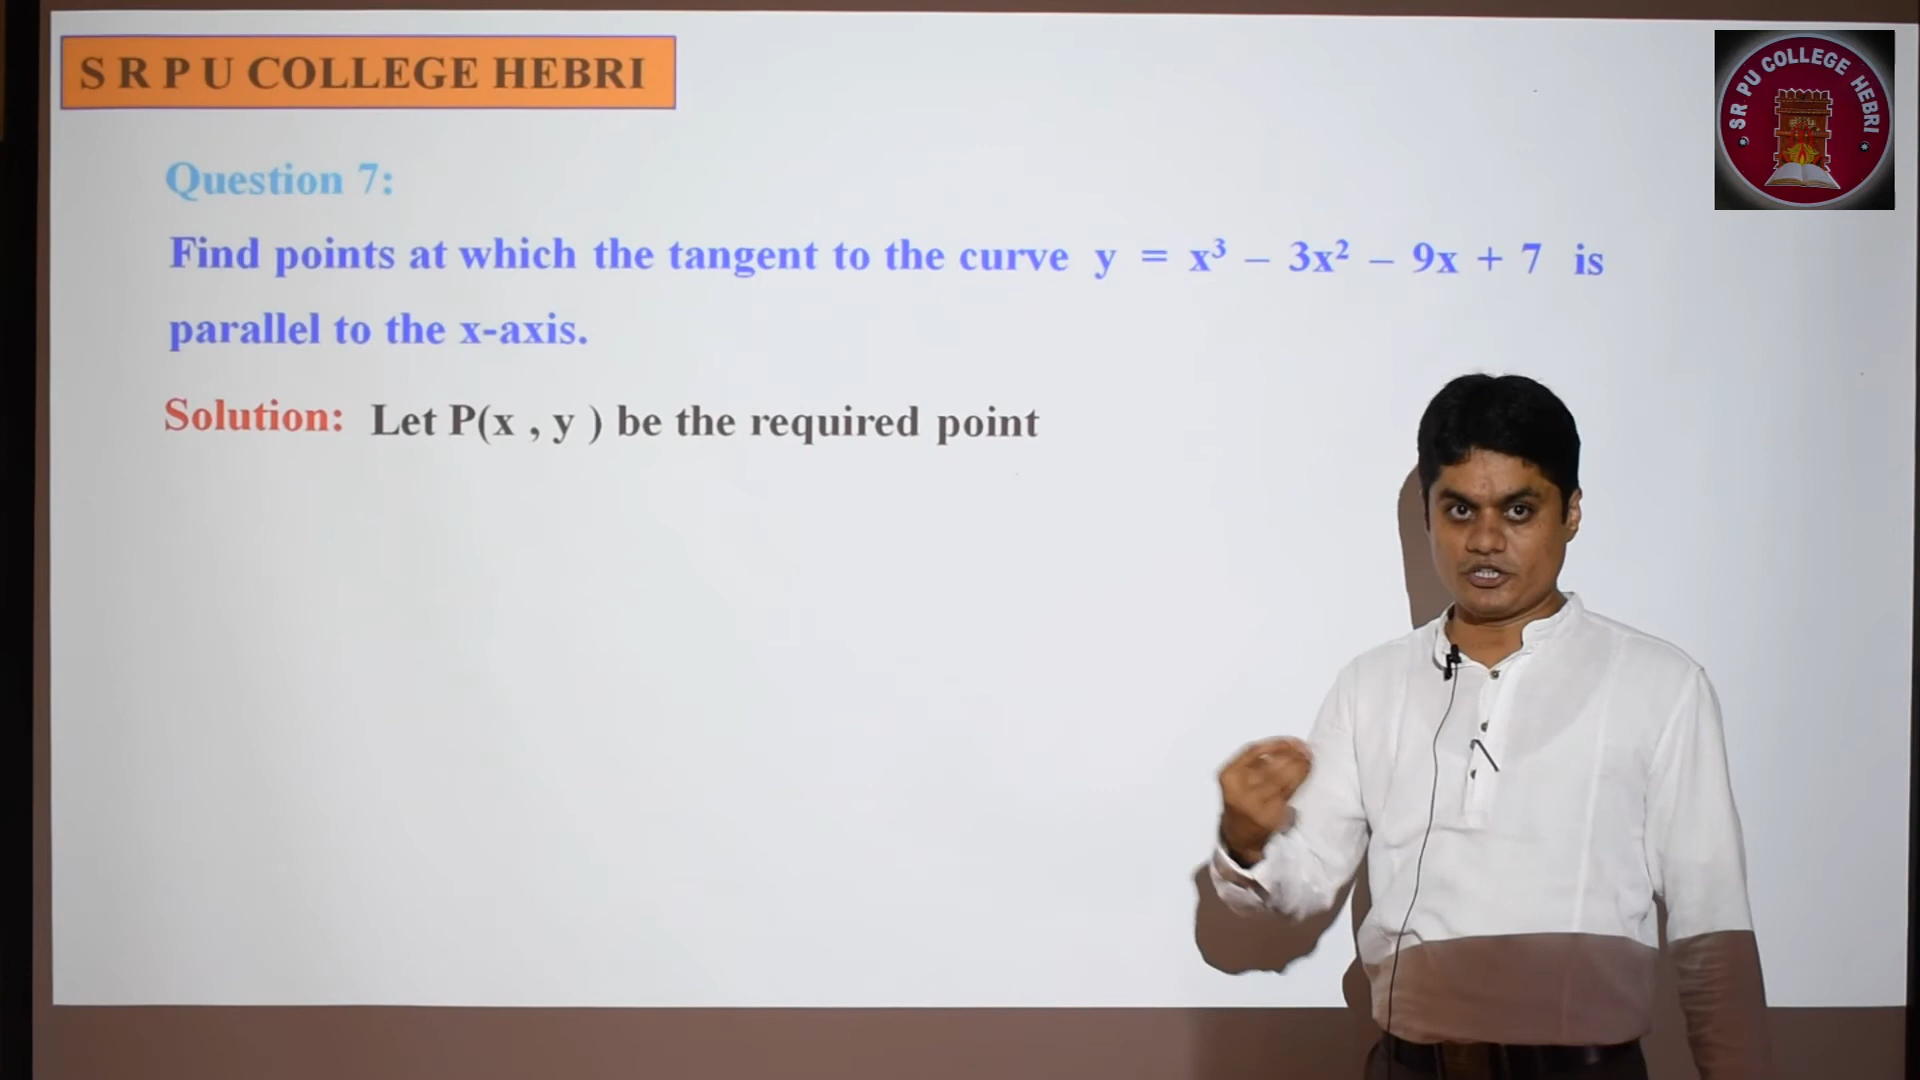 S R P U COLLEGE HEBRI
SR PU COLLEGE HEBRI
Question 7:
Find points at which the tangent to the curve y = x³ – 3x² – 9x + 7 is
parallel to the x-axis.
Solution: Let P(x , y ) be the required point